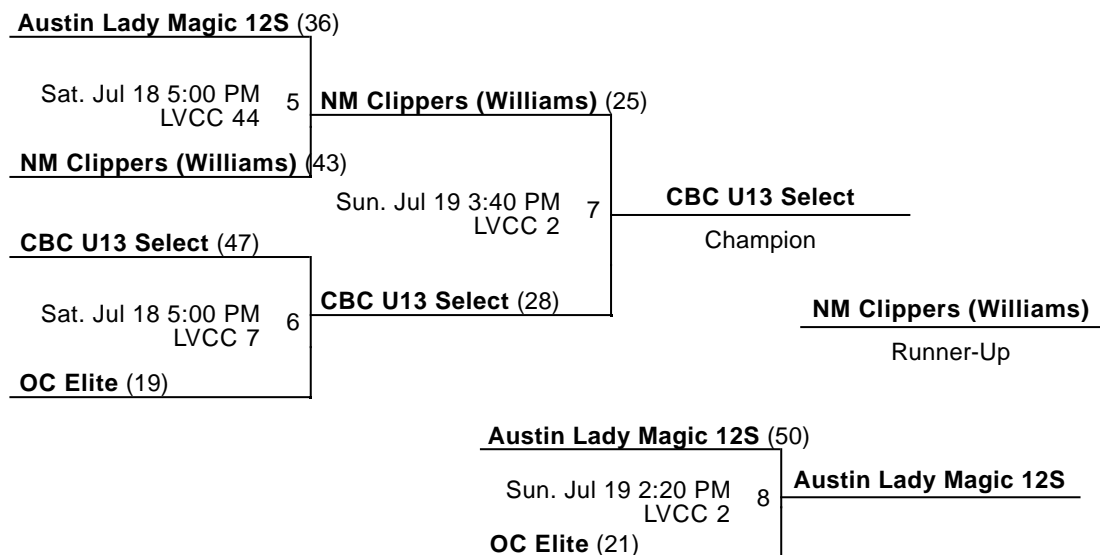 Austin Lady Magic 12S (36)
Sat. Jul 18 5:00 PM
LVCC 44
5
NM Clippers (Williams) (25)
NM Clippers (Williams) (43)
Sun. Jul 19 3:40 PM
LVCC 2
7
CBC U13 Select
Champion
CBC U13 Select (47)
Sat. Jul 18 5:00 PM
LVCC 7
6
CBC U13 Select (28)
NM Clippers (Williams)
Runner-Up
OC Elite (19)
Austin Lady Magic 12S (50)
Sun. Jul 19 2:20 PM
LVCC 2
8
Austin Lady Magic 12S
OC Elite (21)